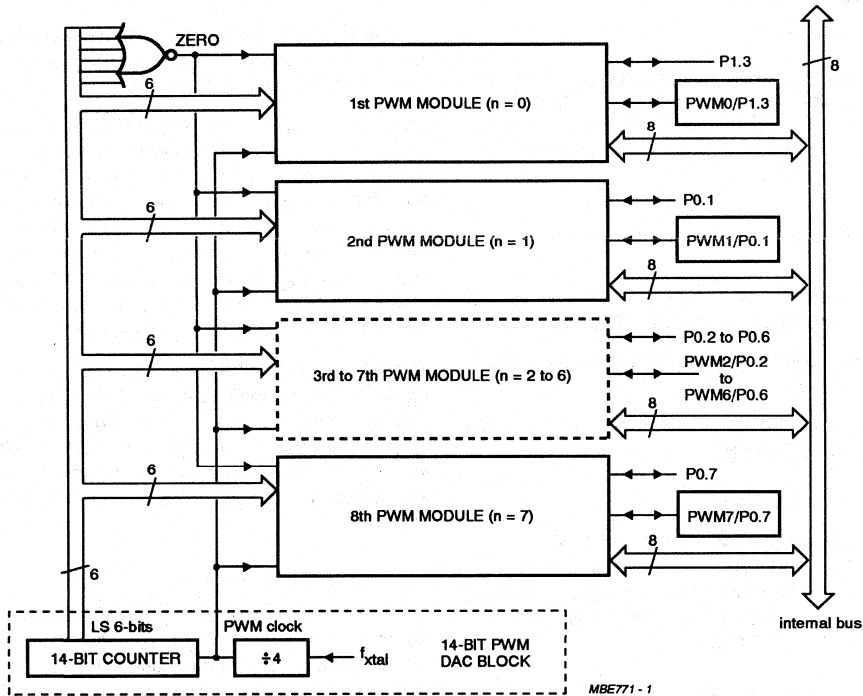 ZERO
6
1st PWM MODULE (n = 0)
P1.3
PWM0/P1.3
8
8
6
2nd PWM MODULE (n = 1)
P0.1
PWM1/P0.1
8
6
3rd to 7th PWM MODULE (n = 2 to 6)
P0.2 to P0.6
PWM2/P0.2
to
PWM6/P0.6
8
6
8th PWM MODULE (n = 7)
P0.7
PWM7/P0.7
8
6
internal bus
LS 6-bits
PWM clock
14-BIT COUNTER
÷4
fxtal
14-BIT PWM
DAC BLOCK
MBE771 - 1